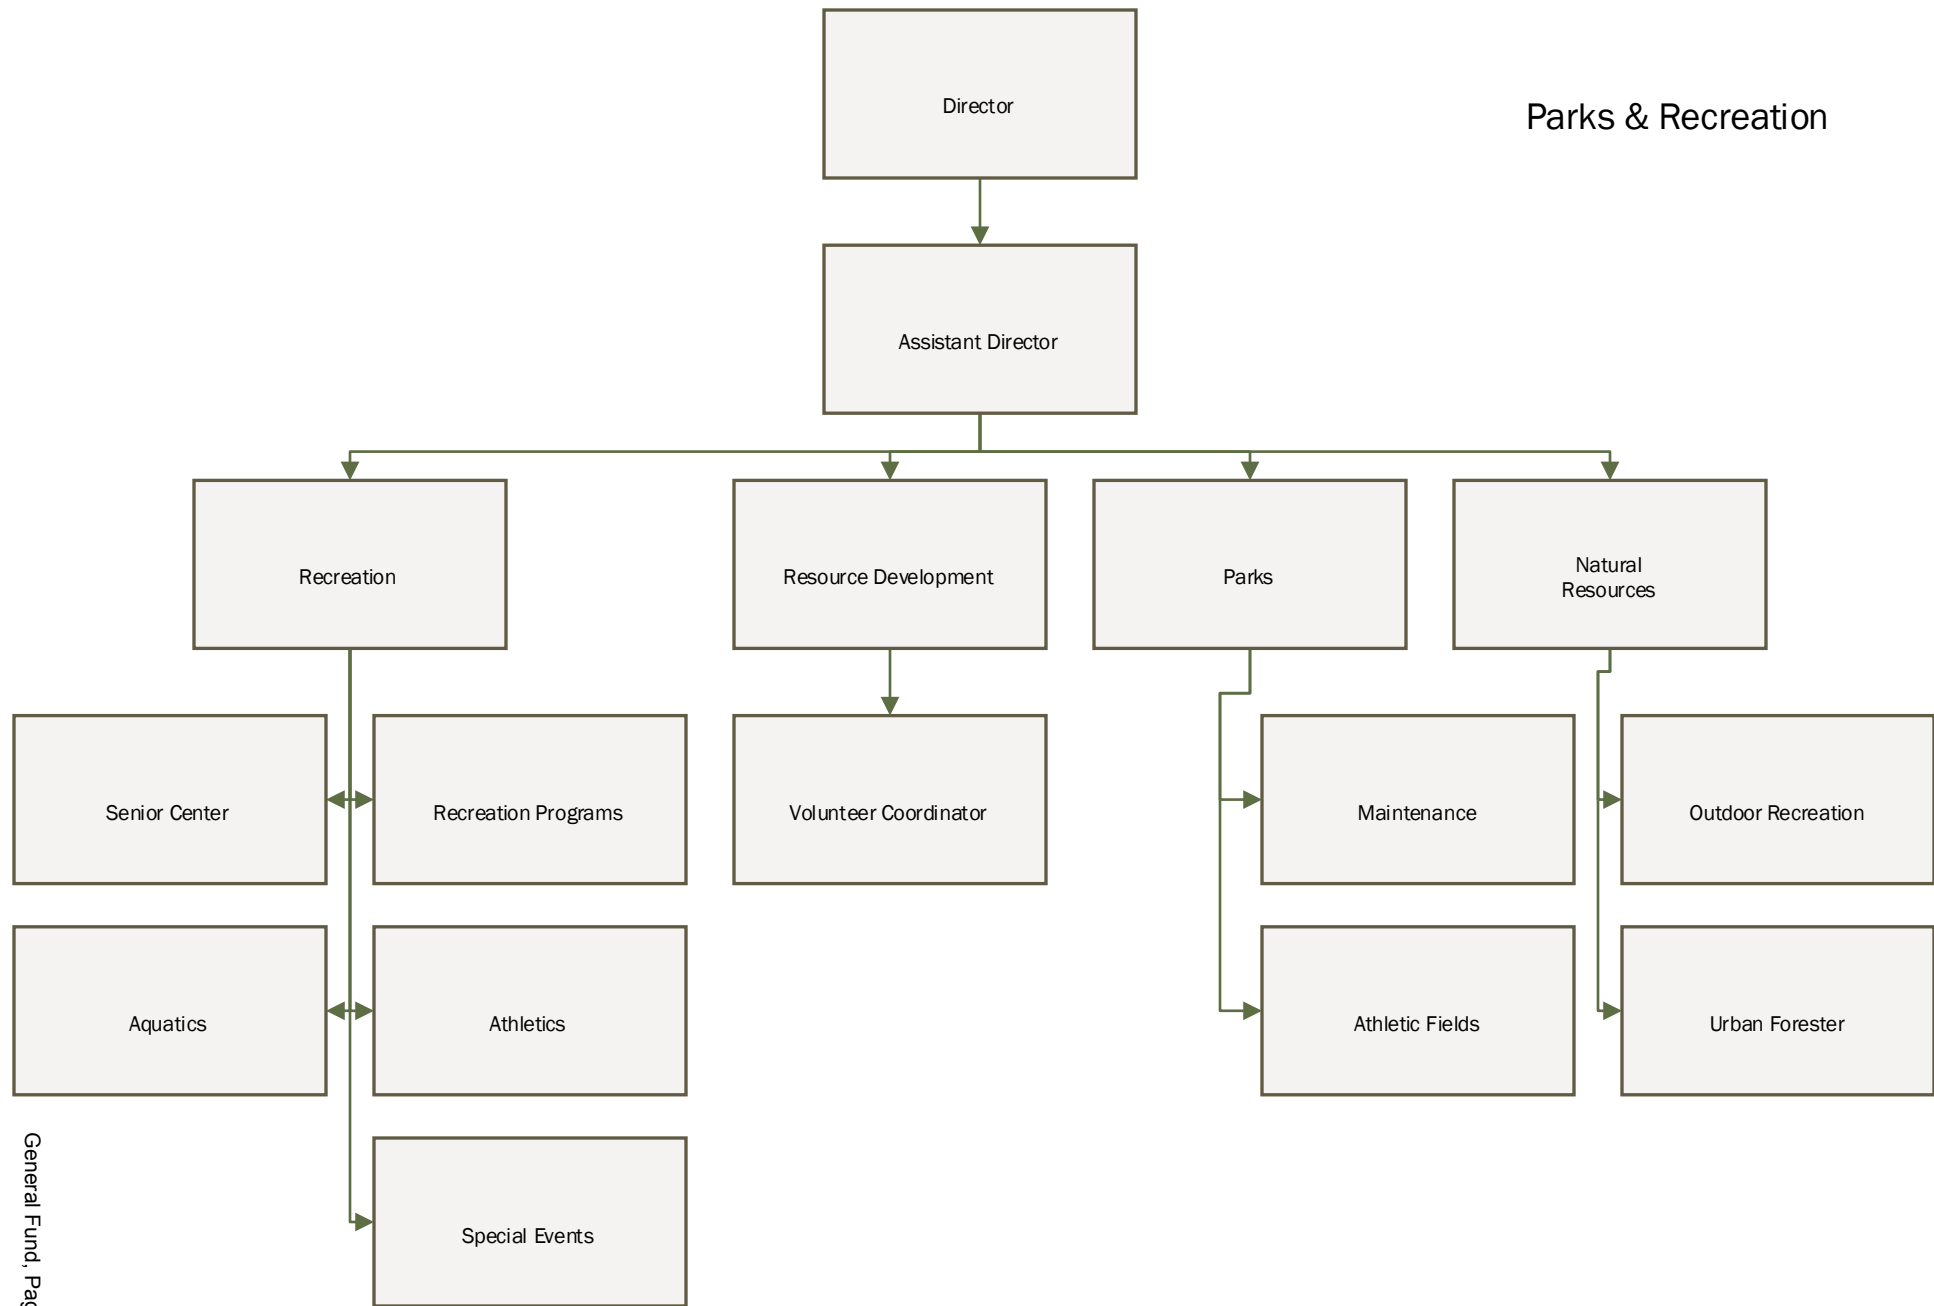 Director
Parks & Recreation
Assistant Director
Recreation
Resource Development
Parks
Natural
Resources
Senior Center
Recreation Programs
Volunteer Coordinator
Maintenance
Outdoor Recreation
Aquatics
Athletics
Athletic Fields
Urban Forester
Special Events
General Fund,